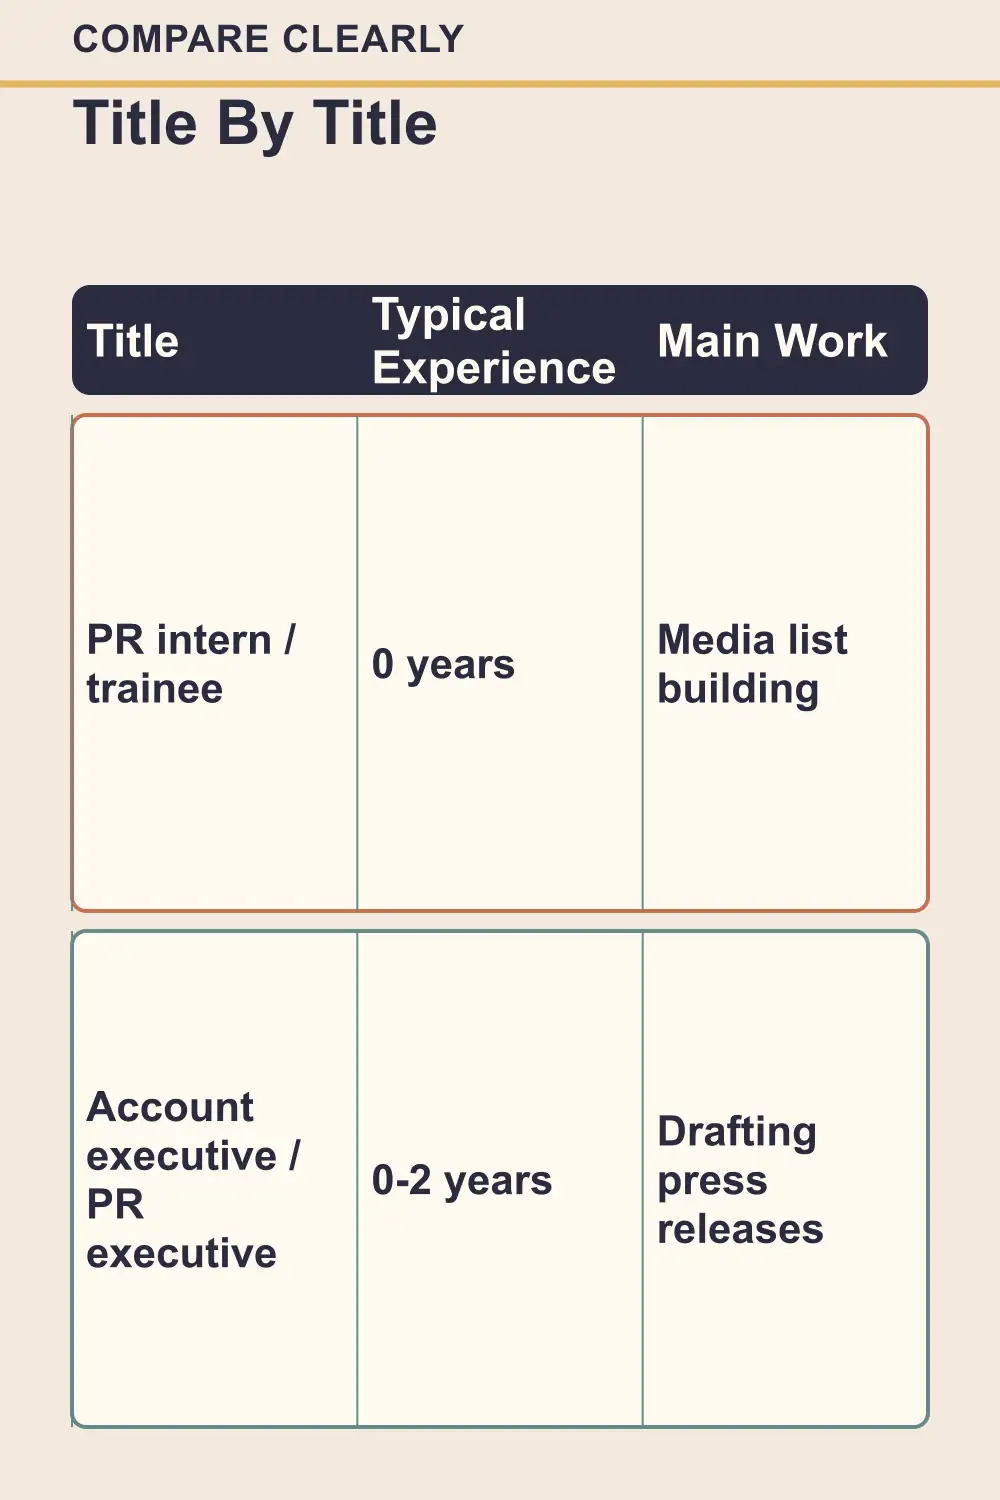 COMPARE CLEARLY
Title By Title
Title
Typical
Experience
Main Work
PR intern /
trainee
0 years
Media list
building
Account
executive /
PR
executive
0-2 years
Drafting
press
releases